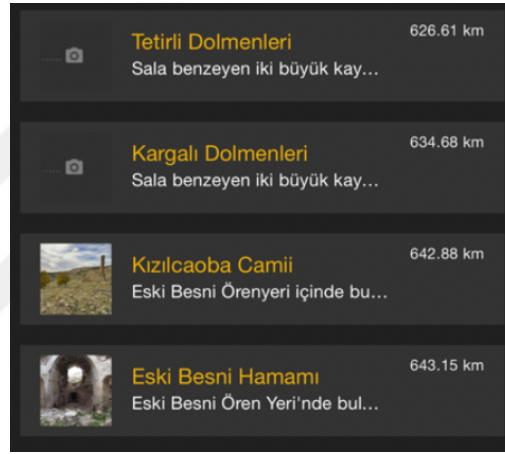 Tetirli Dolmenleri
626.61 km
Sala benzeyen iki büyük kay...
Kargalı Dolmenleri
634.68 km
Sala benzeyen iki büyük kay...
Kızılcaoba Camii
642.88 km
Eski Besni Örenyeri içinde bu...
Eski Besni Hamamı
643.15 km
Eski Besni Ören Yeri'nde bul...